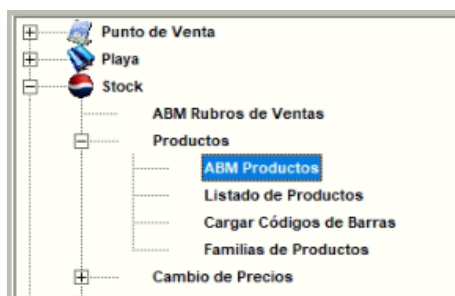 Punto de Venta
Playa
Stock
ABM Rubros de Ventas
Productos
ABM Productos
Listado de Productos
Cargar Códigos de Barras
Familias de Productos
Cambio de Precios